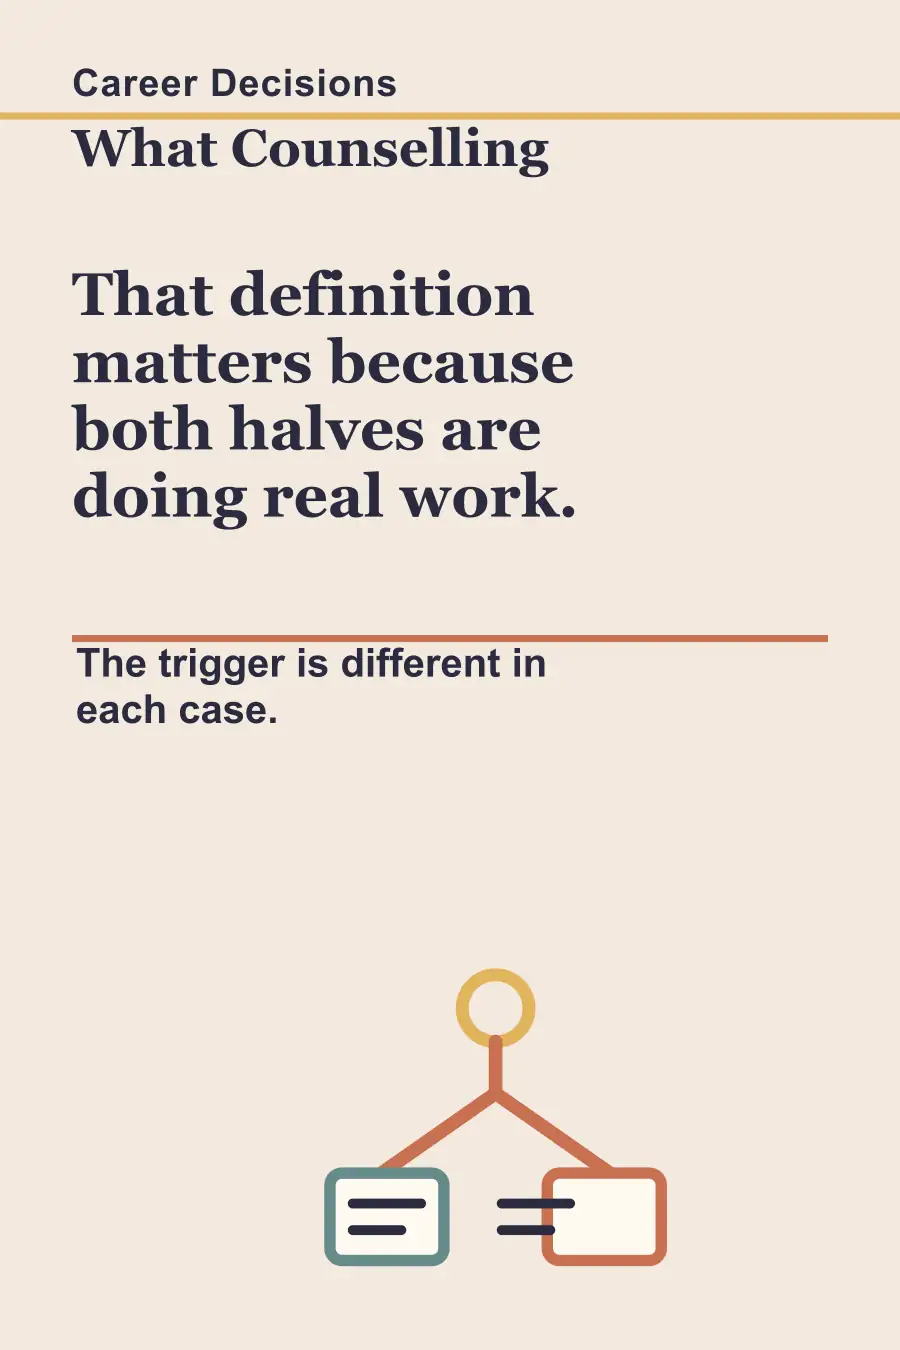 Career Decisions
What Counselling
That definition
matters because
both halves are
doing real work.
The trigger is different in
each case.